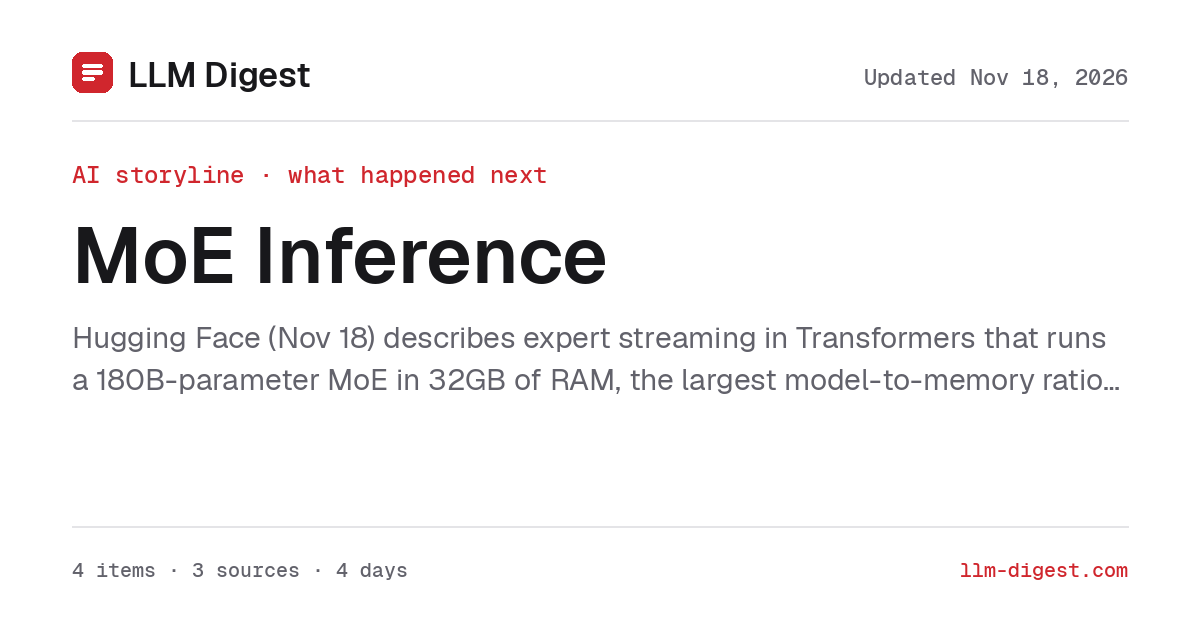 LLM Digest
Updated Nov 18, 2026
AI storyline · what happened next
MoE Inference
Hugging Face (Nov 18) describes expert streaming in Transformers that runs
a 180B-parameter MoE in 32GB of RAM, the largest model-to-memory ratio…
4 items · 3 sources · 4 days
llm-digest.com